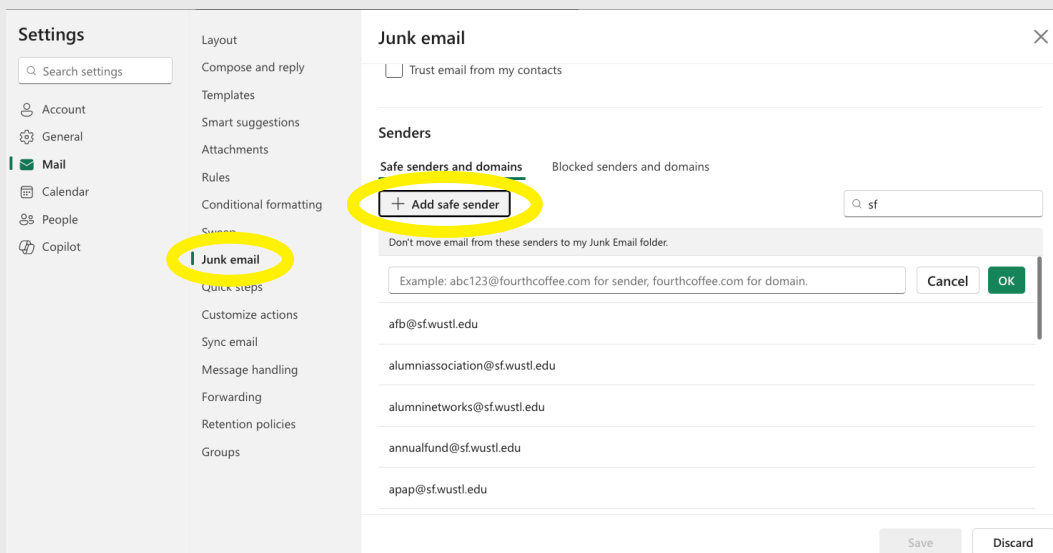 Settings
Search settings
Account
General
Mail
Calendar
People
Copilot
Layout
Compose and reply
Templates
Smart suggestions
Attachments
Rules
Conditional formatting
Sweep
Junk email
Quick steps
Customize actions
Sync email
Message handling
Forwarding
Retention policies
Groups
Junk email
Trust email from my contacts
Senders
Safe senders and domains Blocked senders and domains
+ Add safe sender sf
Don't move email from these senders to my Junk Email folder.
Example: abc123@fourthcoffee.com for sender, fourthcoffee.com for domain. Cancel OK
afb@sf.wustl.edu
alumniassociation@sf.wustl.edu
alumninetworks@sf.wustl.edu
annualfund@sf.wustl.edu
apap@sf.wustl.edu
Save Discard